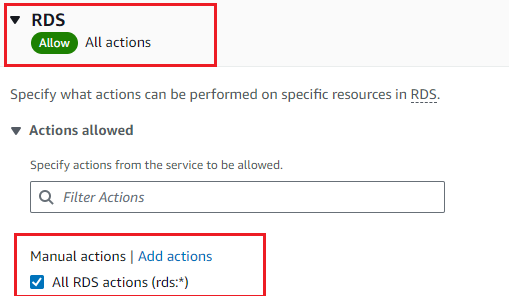 RDS
Allow All actions
Specify what actions can be performed on specific resources in RDS.
Actions allowed
Specify actions from the service to be allowed.
Filter Actions
Manual actions | Add actions
All RDS actions (rds:*)